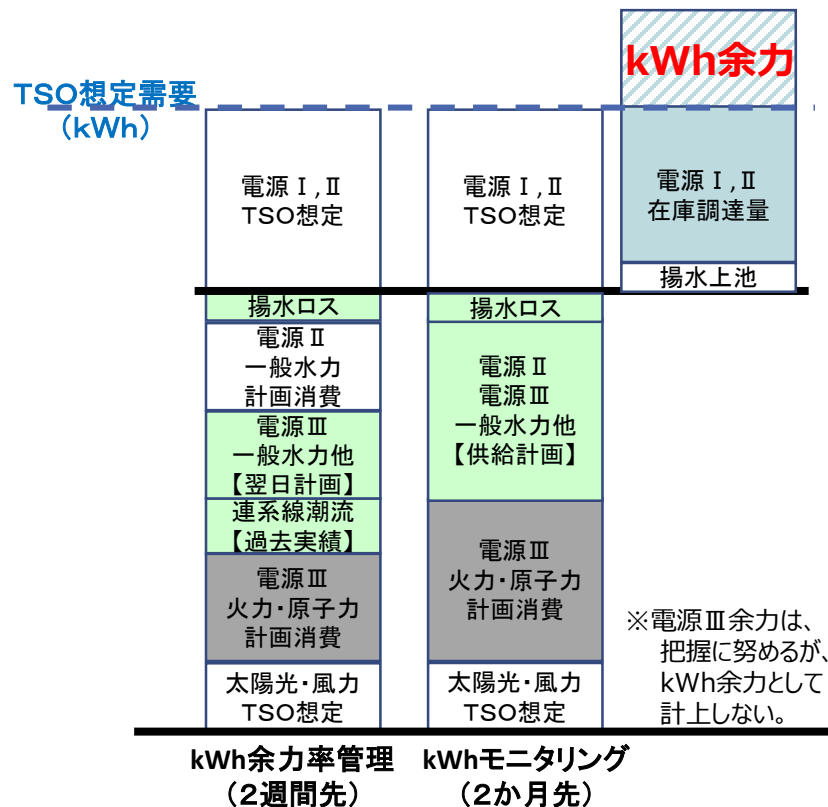 kWh余力
TSO想定需要
(kWh)
電源Ⅰ,Ⅱ
TSO想定
揚水ロス
電源Ⅱ
一般水力
計画消費
電源Ⅲ
一般水力他
【翌日計画】
連系線潮流
【過去実績】
電源Ⅲ
火力・原子力
計画消費
太陽光・風力
TSO想定
kWh余力率管理
(2週間先)
電源Ⅰ,Ⅱ
TSO想定
揚水ロス
電源Ⅱ
電源Ⅲ
一般水力他
【供給計画】
電源Ⅲ
火力・原子力
計画消費
太陽光・風力
TSO想定
kWhモニタリング
(2か月先)
電源Ⅰ,Ⅱ
在庫調達量
揚水上池
※電源Ⅲ余力は、
把握に努めるが、
kWh余力として
計上しない。